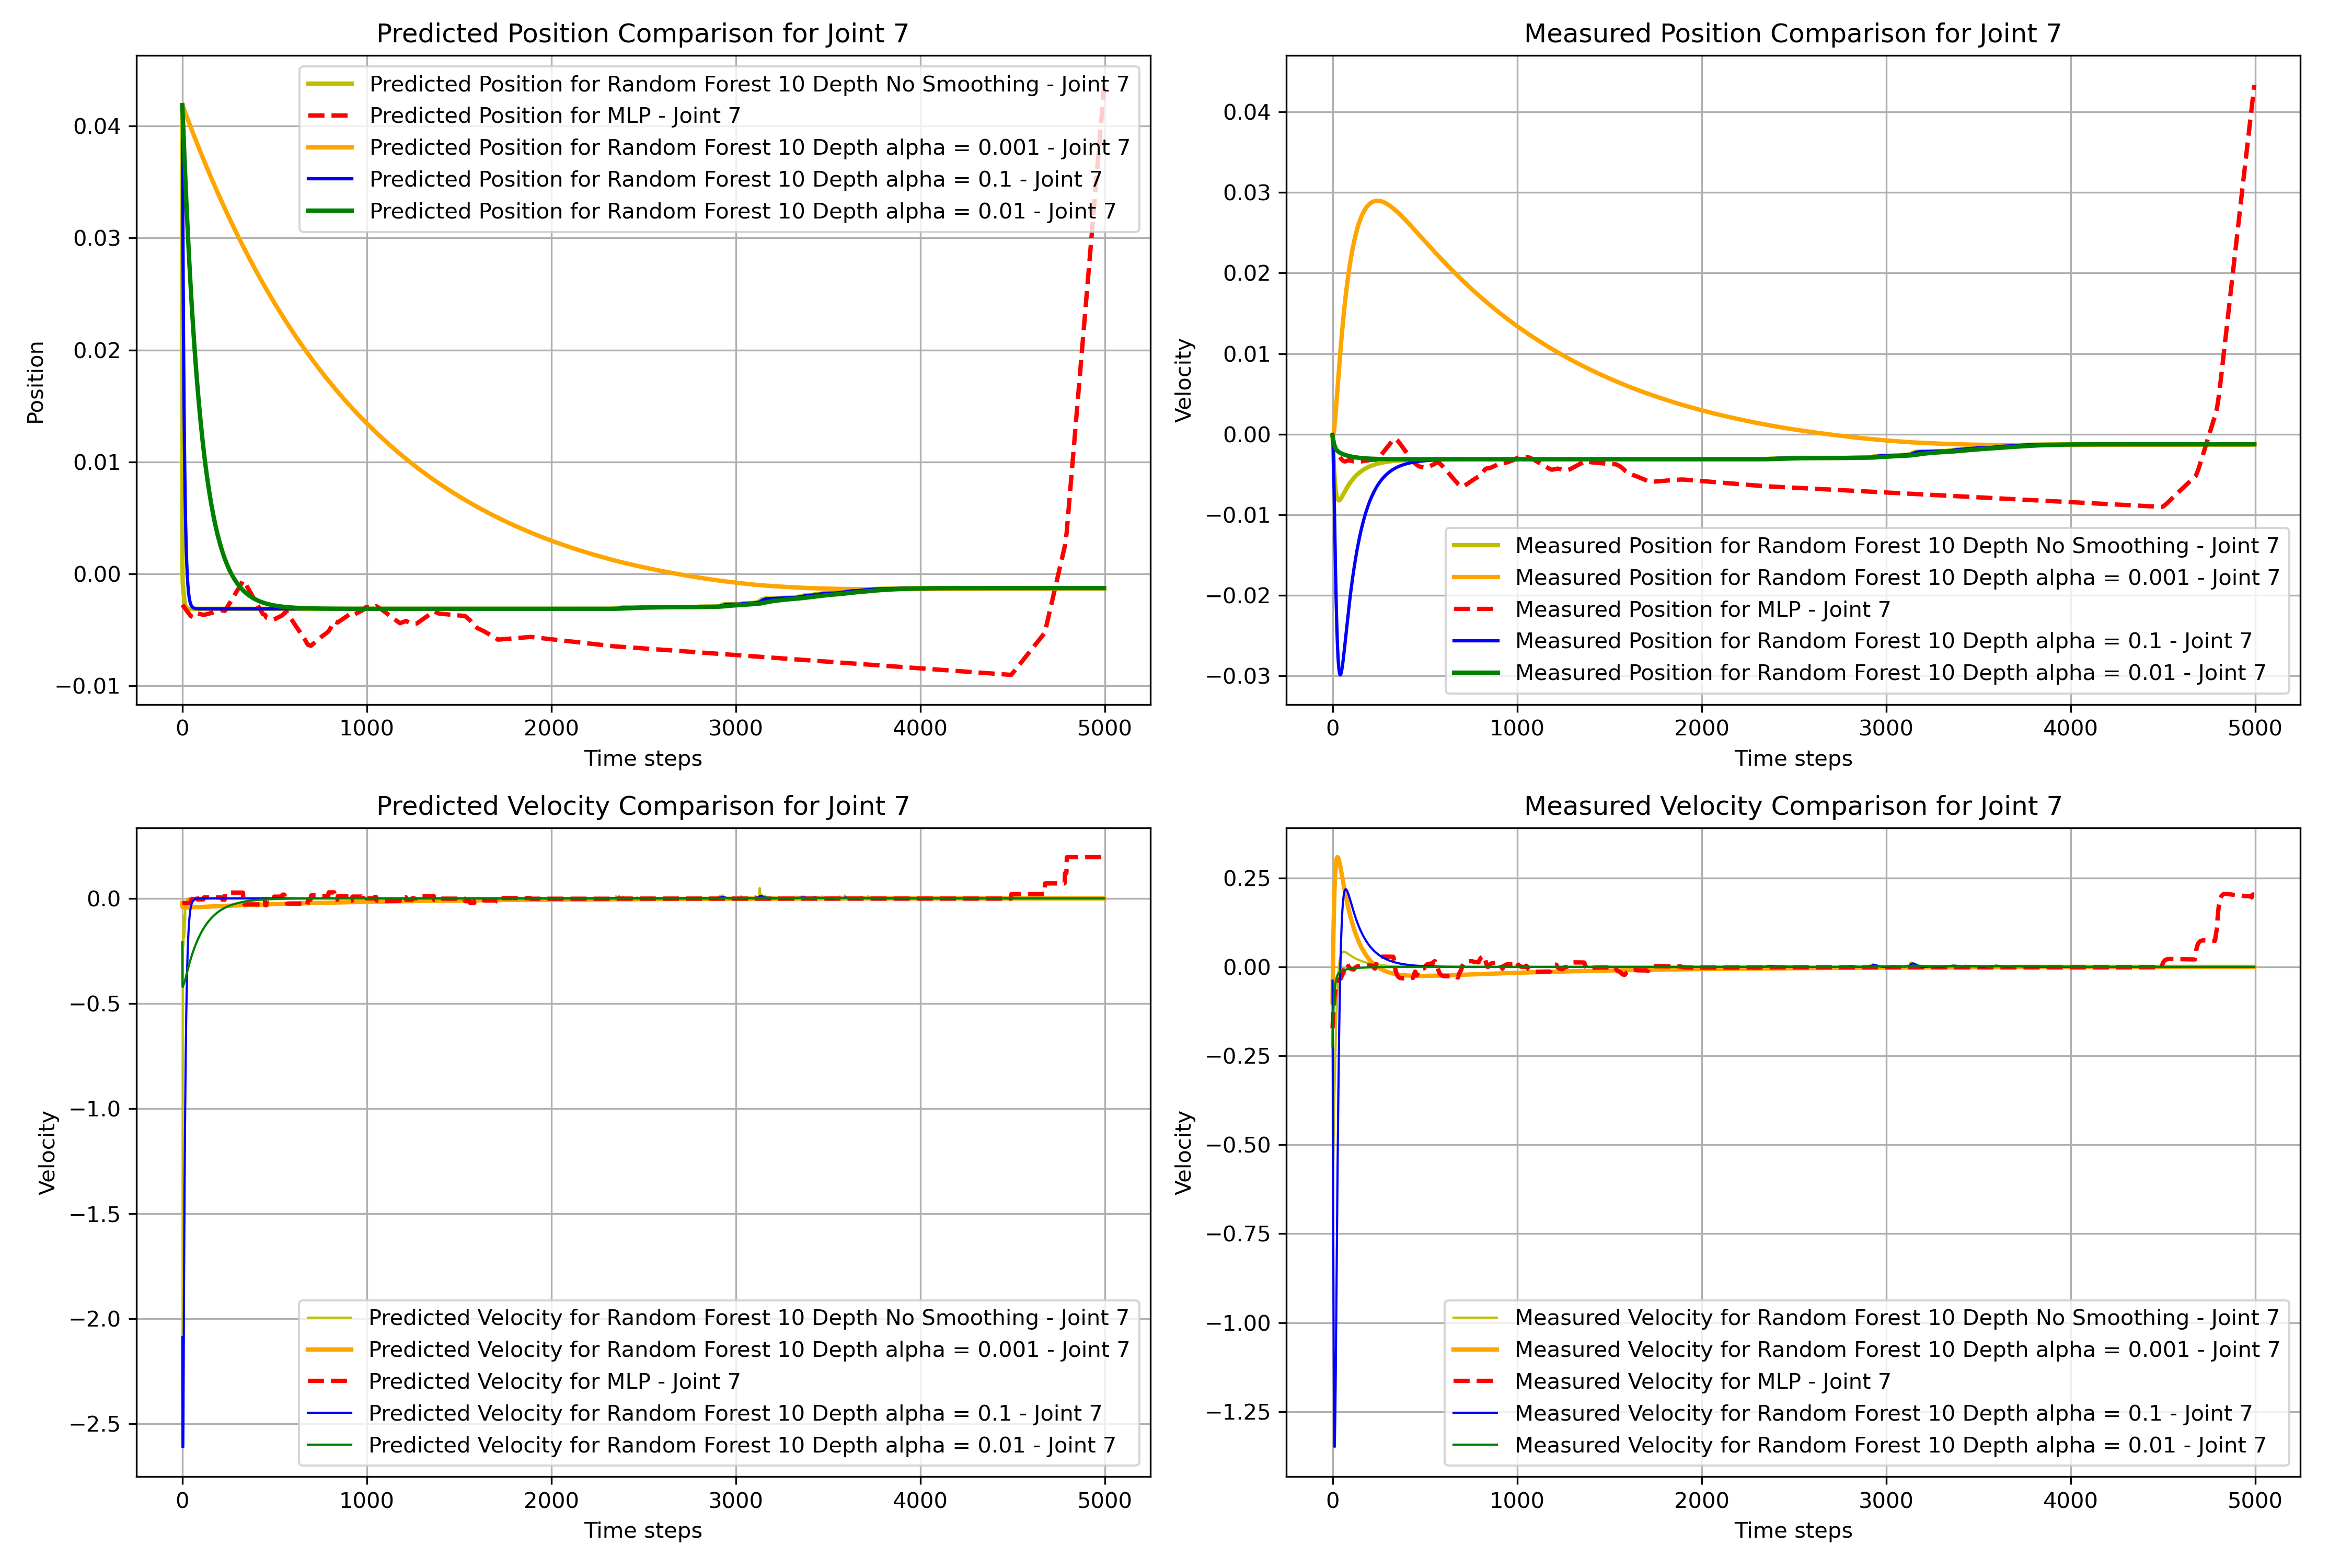 Predicted Position Comparison for Joint 7
Position
0.04
0.03
0.02
0.01
0.00
−0.01
Predicted Position for Random Forest 10 Depth No Smoothing - Joint 7
Predicted Position for MLP - Joint 7
Predicted Position for Random Forest 10 Depth alpha = 0.001 - Joint 7
Predicted Position for Random Forest 10 Depth alpha = 0.1 - Joint 7
Predicted Position for Random Forest 10 Depth alpha = 0.01 - Joint 7
0 1000 2000 3000 4000 5000
Time steps
Measured Position Comparison for Joint 7
Velocity
0.04
0.03
0.02
0.01
0.00
−0.01
−0.02
−0.03
Measured Position for Random Forest 10 Depth No Smoothing - Joint 7
Measured Position for Random Forest 10 Depth alpha = 0.001 - Joint 7
Measured Position for MLP - Joint 7
Measured Position for Random Forest 10 Depth alpha = 0.1 - Joint 7
Measured Position for Random Forest 10 Depth alpha = 0.01 - Joint 7
0 1000 2000 3000 4000 5000
Time steps
Predicted Velocity Comparison for Joint 7
Velocity
0.0
−0.5
−1.0
−1.5
−2.0
−2.5
Predicted Velocity for Random Forest 10 Depth No Smoothing - Joint 7
Predicted Velocity for Random Forest 10 Depth alpha = 0.001 - Joint 7
Predicted Velocity for MLP - Joint 7
Predicted Velocity for Random Forest 10 Depth alpha = 0.1 - Joint 7
Predicted Velocity for Random Forest 10 Depth alpha = 0.01 - Joint 7
0 1000 2000 3000 4000 5000
Time steps
Measured Velocity Comparison for Joint 7
Velocity
0.25
0.00
−0.25
−0.50
−0.75
−1.00
−1.25
Measured Velocity for Random Forest 10 Depth No Smoothing - Joint 7
Measured Velocity for Random Forest 10 Depth alpha = 0.001 - Joint 7
Measured Velocity for MLP - Joint 7
Measured Velocity for Random Forest 10 Depth alpha = 0.1 - Joint 7
Measured Velocity for Random Forest 10 Depth alpha = 0.01 - Joint 7
0 1000 2000 3000 4000 5000
Time steps